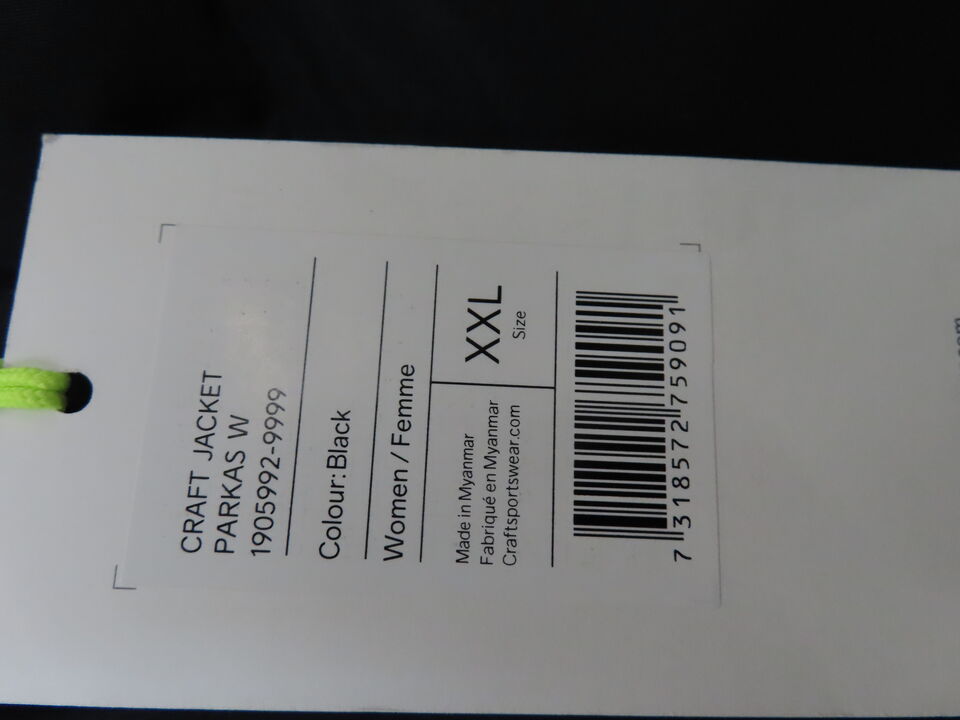 CRAFT JACKET
PARKAS W
1905992-9999
Colour: Black
Women / Femme
Made in Myanmar
Fabriqué en Myanmar
Craftsportswear.com
XXL
Size
7 318572 759091
com